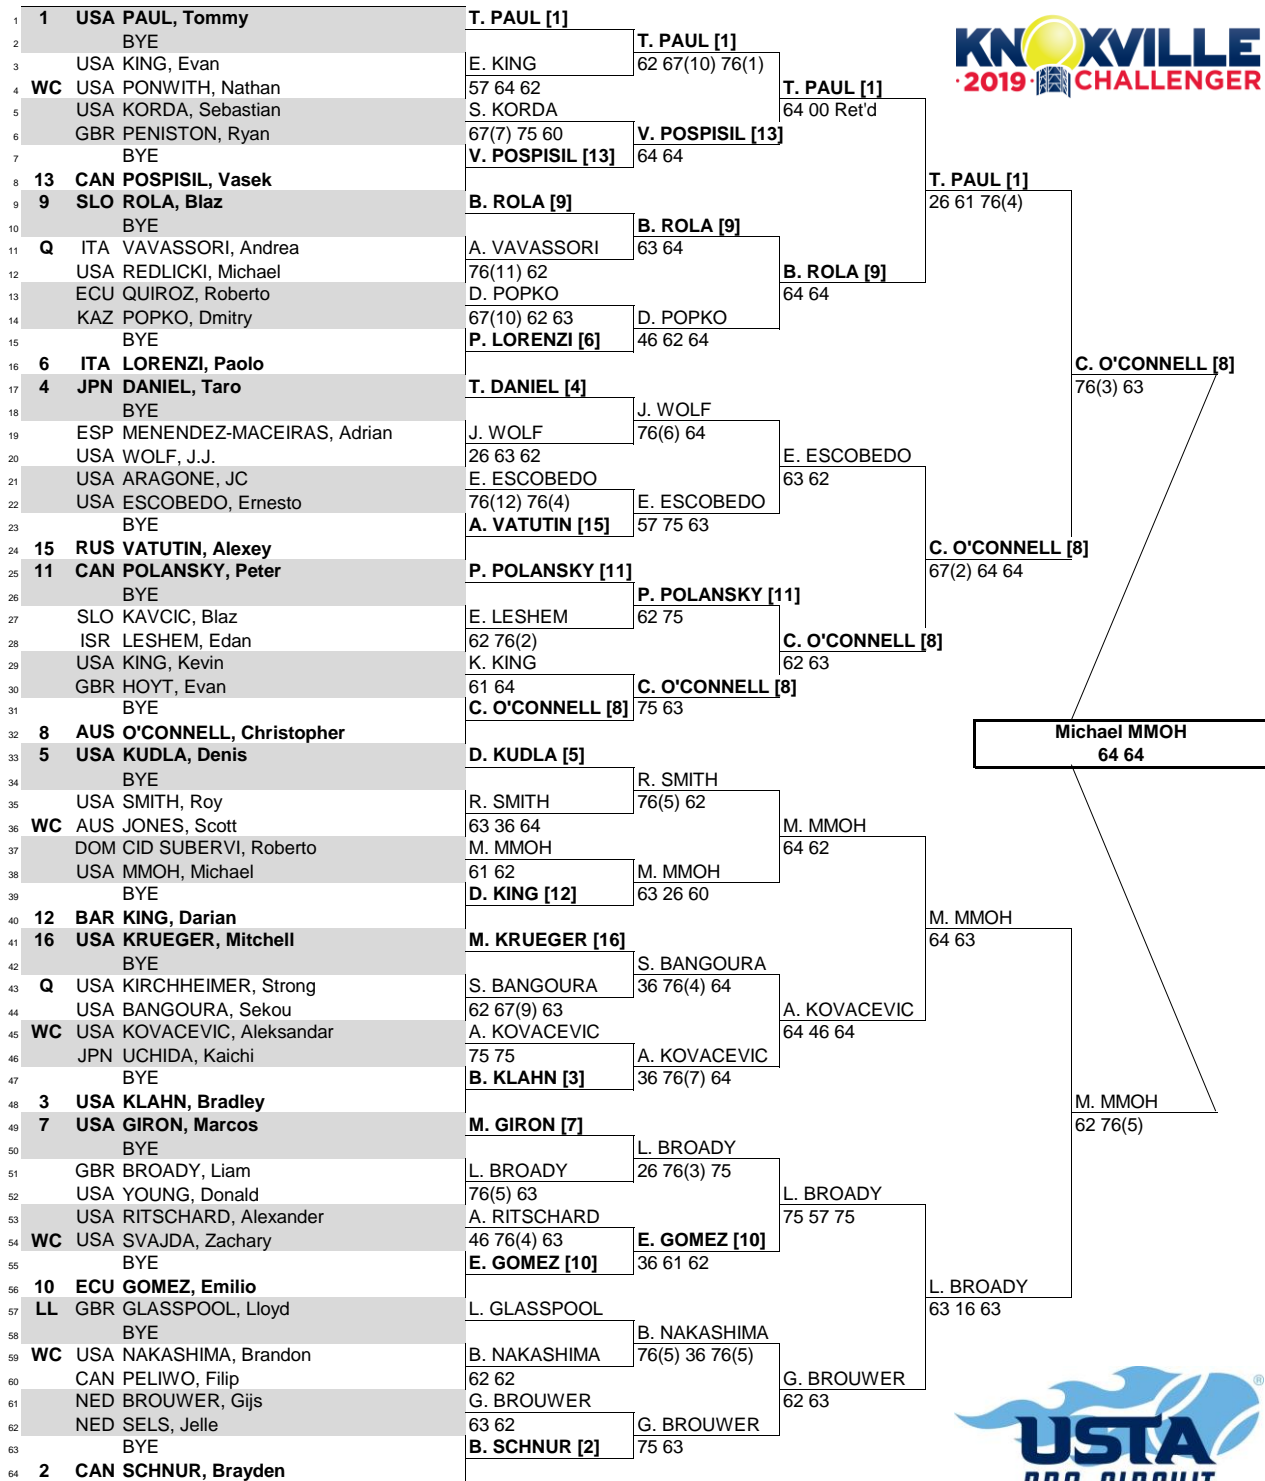 1 1 USA PAUL, Tommy T. PAUL [1]
2 BYE T. PAUL [1]
3 USA KING, Evan E. KING 62 67(10) 76(1)
4 WC USA PONWITH, Nathan 57 64 62 T. PAUL [1]
5 USA KORDA, Sebastian S. KORDA 64 00 Ret'd
6 GBR PENISTON, Ryan 67(7) 75 60 V. POSPISIL [13]
7 BYE V. POSPISIL [13] 64 64
8 13 CAN POSPISIL, Vasek T. PAUL [1]
9 9 SLO ROLA, Blaz B. ROLA [9] 26 61 76(4)
10 BYE B. ROLA [9]
11 Q ITA VAVASSORI, Andrea A. VAVASSORI 63 64
12 USA REDLICKI, Michael 76(11) 62 B. ROLA [9]
13 ECU QUIROZ, Roberto D. POPKO 64 64
14 KAZ POPKO, Dmitry 67(10) 62 63 D. POPKO
15 BYE P. LORENZI [6] 46 62 64
16 6 ITA LORENZI, Paolo C. O'CONNELL [8]
17 4 JPN DANIEL, Taro T. DANIEL [4] 76(3) 63
18 BYE J. WOLF
19 ESP MENENDEZ-MACEIRAS, Adrian J. WOLF 76(6) 64
20 USA WOLF, J.J. 26 63 62 E. ESCOBEDO
21 USA ARAGONE, JC E. ESCOBEDO 63 62
22 USA ESCOBEDO, Ernesto 76(12) 76(4) E. ESCOBEDO
23 BYE A. VATUTIN [15] 57 75 63
24 15 RUS VATUTIN, Alexey C. O'CONNELL [8]
25 11 CAN POLANSKY, Peter P. POLANSKY [11] 67(2) 64 64
26 BYE P. POLANSKY [11]
27 SLO KAVCIC, Blaz E. LESHEM 62 75
28 ISR LESHEM, Edan 62 76(2) C. O'CONNELL [8]
29 USA KING, Kevin K. KING 62 63
30 GBR HOYT, Evan 61 64 C. O'CONNELL [8]
31 BYE C. O'CONNELL [8] 75 63
32 8 AUS O'CONNELL, Christopher Michael MMOH
33 5 USA KUDLA, Denis D. KUDLA [5] 64 64
34 BYE R. SMITH
35 USA SMITH, Roy R. SMITH 76(5) 62
36 WC AUS JONES, Scott 63 36 64 M. MMOH
37 DOM CID SUBERVI, Roberto M. MMOH 64 62
38 USA MMOH, Michael 61 62 M. MMOH
39 BYE D. KING [12] 63 26 60
40 12 BAR KING, Darian M. MMOH
41 16 USA KRUEGER, Mitchell M. KRUEGER [16] 64 63
42 BYE S. BANGOURA
43 Q USA KIRCHHEIMER, Strong S. BANGOURA 36 76(4) 64
44 USA BANGOURA, Sekou 62 67(9) 63 A. KOVACEVIC
45 WC USA KOVACEVIC, Aleksandar A. KOVACEVIC 64 46 64
46 JPN UCHIDA, Kaichi 75 75 A. KOVACEVIC
47 BYE B. KLAHN [3] 36 76(7) 64
48 3 USA KLAHN, Bradley M. MMOH
49 7 USA GIRON, Marcos M. GIRON [7] 62 76(5)
50 BYE L. BROADY
51 GBR BROADY, Liam L. BROADY 26 76(3) 75
52 USA YOUNG, Donald 76(5) 63 L. BROADY
53 USA RITSCHARD, Alexander A. RITSCHARD 75 57 75
54 WC USA SVAJDA, Zachary 46 76(4) 63 E. GOMEZ [10]
55 BYE E. GOMEZ [10] 36 61 62
56 10 ECU GOMEZ, Emilio L. BROADY
57 LL GBR GLASSPOOL, Lloyd L. GLASSPOOL 63 16 63
58 BYE B. NAKASHIMA
59 WC USA NAKASHIMA, Brandon B. NAKASHIMA 76(5) 36 76(5)
60 CAN PELIWO, Filip 62 62 G. BROUWER
61 NED BROUWER, Gijs G. BROUWER 62 63
62 NED SELS, Jelle 63 62 G. BROUWER
63 BYE B. SCHNUR [2] 75 63
64 2 CAN SCHNUR, Brayden
KNOXVILLE
·2019· CHALLENGER
®
USTA
PRO CIRCUIT